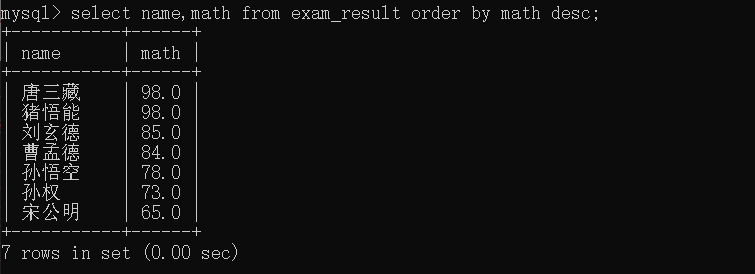 mysql> select name,math from exam_result order by math desc;
+-----------+------+
| name      | math |
+-----------+------+
| 唐三藏    | 98.0 |
| 猪悟能    | 98.0 |
| 刘玄德    | 85.0 |
| 曹孟德    | 84.0 |
| 孙悟空    | 78.0 |
| 孙权      | 73.0 |
| 宋公明    | 65.0 |
+-----------+------+
7 rows in set (0.00 sec)